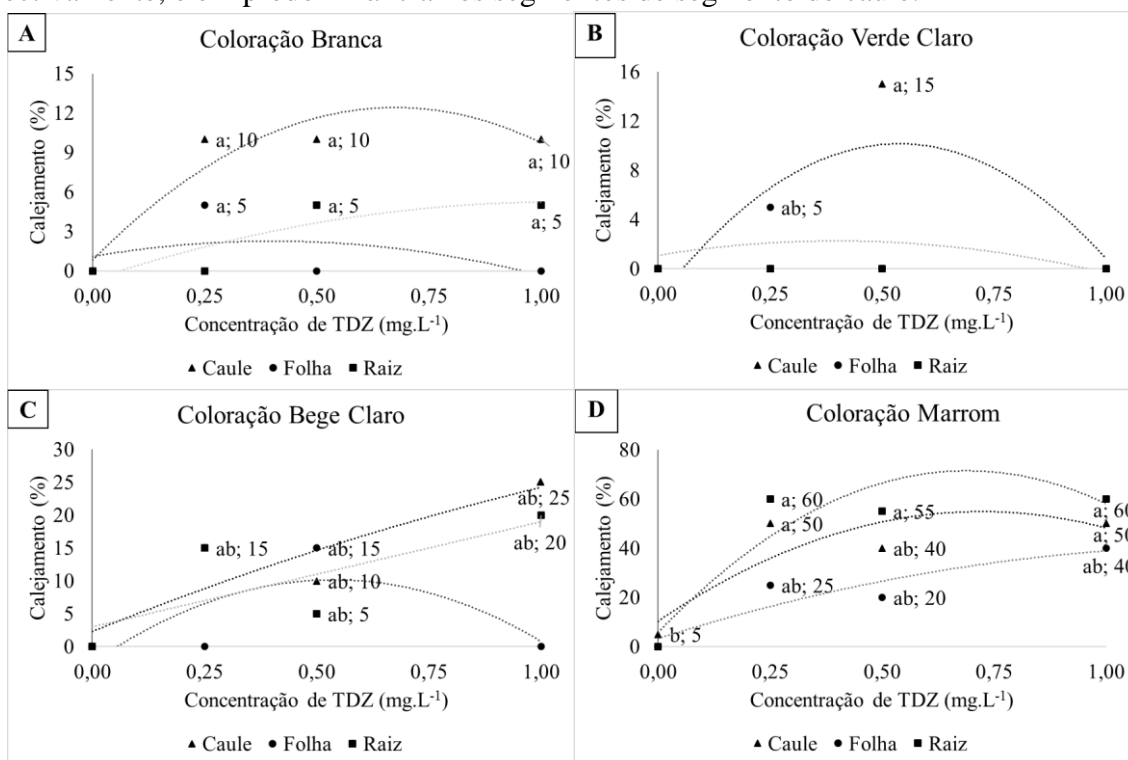 A
Coloração Branca
Calejamento (%)
15
12
9
6
3
0
a; 10
a; 10
a; 10
a; 5
a; 5
a; 5
0,00 0,25 0,50 0,75 1,00
Concentração de TDZ (mg.L⁻¹)
▲ Caule ● Folha ■ Raiz
B
Coloração Verde Claro
Calejamento (%)
16
12
8
4
0
a; 15
ab; 5
0,00 0,25 0,50 0,75 1,00
Concentração de TDZ (mg.L⁻¹)
▲ Caule ● Folha ■ Raiz
C
Coloração Bege Claro
Calejamento (%)
30
25
20
15
10
5
0
ab; 25
ab; 20
ab; 15
ab; 15
ab; 10
ab; 5
0,00 0,25 0,50 0,75 1,00
Concentração de TDZ (mg.L⁻¹)
▲ Caule ● Folha ■ Raiz
D
Coloração Marrom
Calejamento (%)
80
60
40
20
0
a; 60
a; 50
a; 55
a; 60
a; 50
ab; 40
ab; 40
ab; 25
ab; 20
b; 5
0,00 0,25 0,50 0,75 1,00
Concentração de TDZ (mg.L⁻¹)
▲ Caule ● Folha ■ Raiz